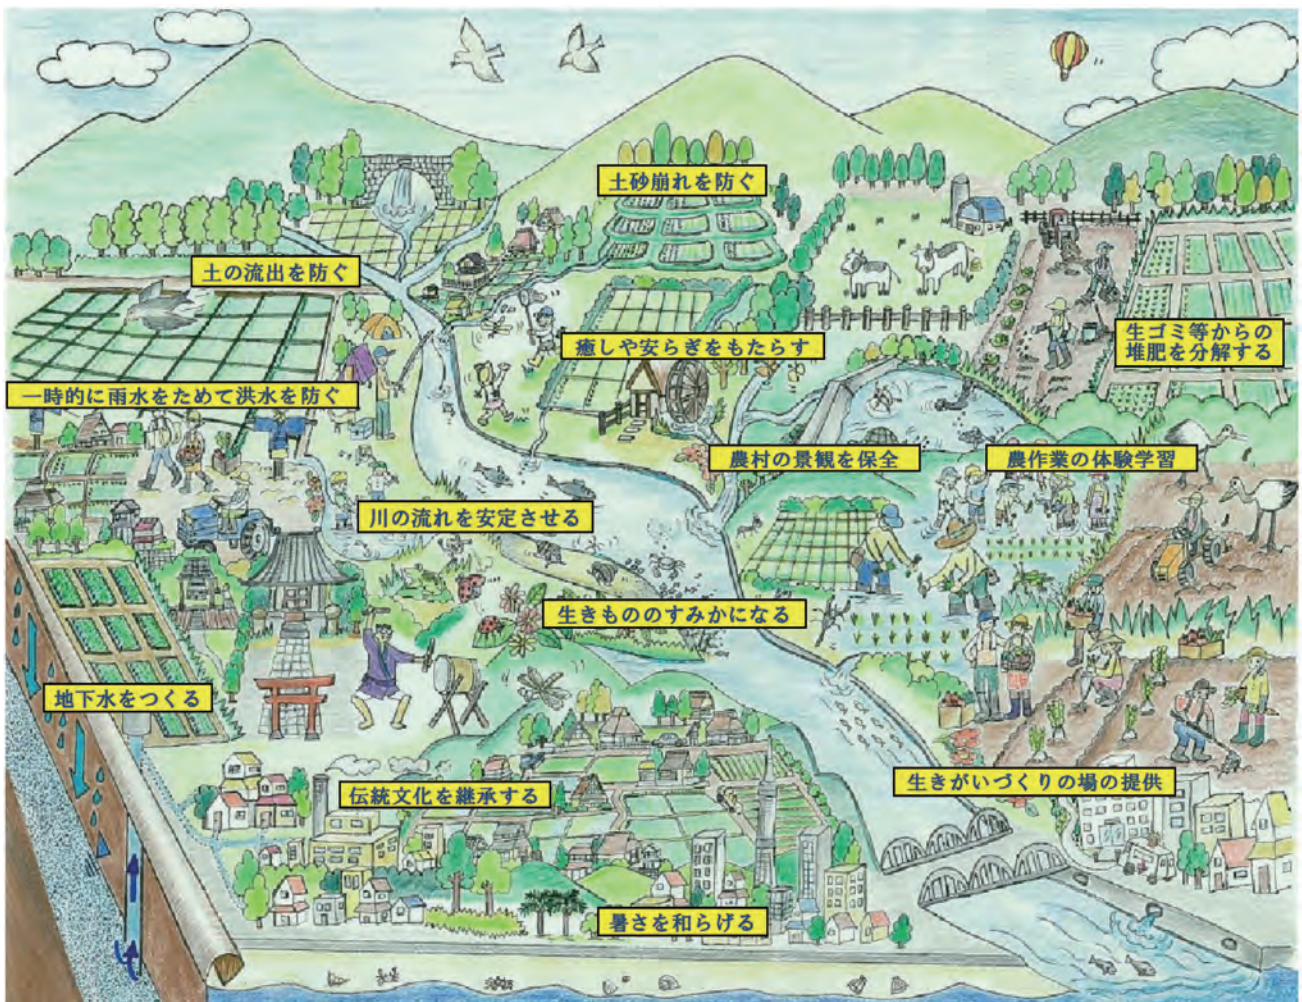 土砂崩れを防ぐ
土の流出を防ぐ
生ゴミ等からの
堆肥を分解する
癒しや安らぎをもたらす
一時的に雨水をためて洪水を防ぐ
農村の景観を保全
農作業の体験学習
川の流れを安定させる
生きもののすみかになる
地下水をつくる
生きがいづくりの場の提供
伝統文化を継承する
暑さを和らげる